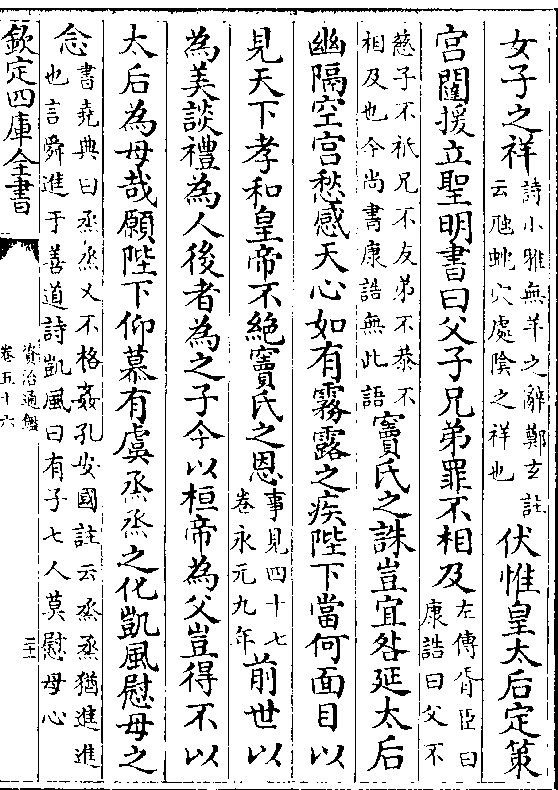 女子之祥詩小雅無羊之辭鄭玄註云虺虵穴處隂之祥也伏惟皇太后定策
宫闥援立聖明書曰父子兄弟罪不相及左傳胥臣曰康誥曰父不
慈子不祇兄不友弟不恭不相及也今尚書康誥無此語竇氏之誅豈宜咎延太后
幽隔空宫愁感天心如有霧露之疾陛下當何面目以
見天下孝和皇帝不絶竇氏之恩事見四十七卷永元九年前世以
為美談禮為人後者為之子今以桓帝為父豈得不以
太后為母哉願陛下仰慕有虞烝烝之化凱風慰母之
念書堯典曰烝烝乂不格姦孔安國註云烝烝猶進進也言舜進于善道詩凱風曰有子七人莫慰母心
欽定四庫全書
資治通鑑
卷五十六
二十一